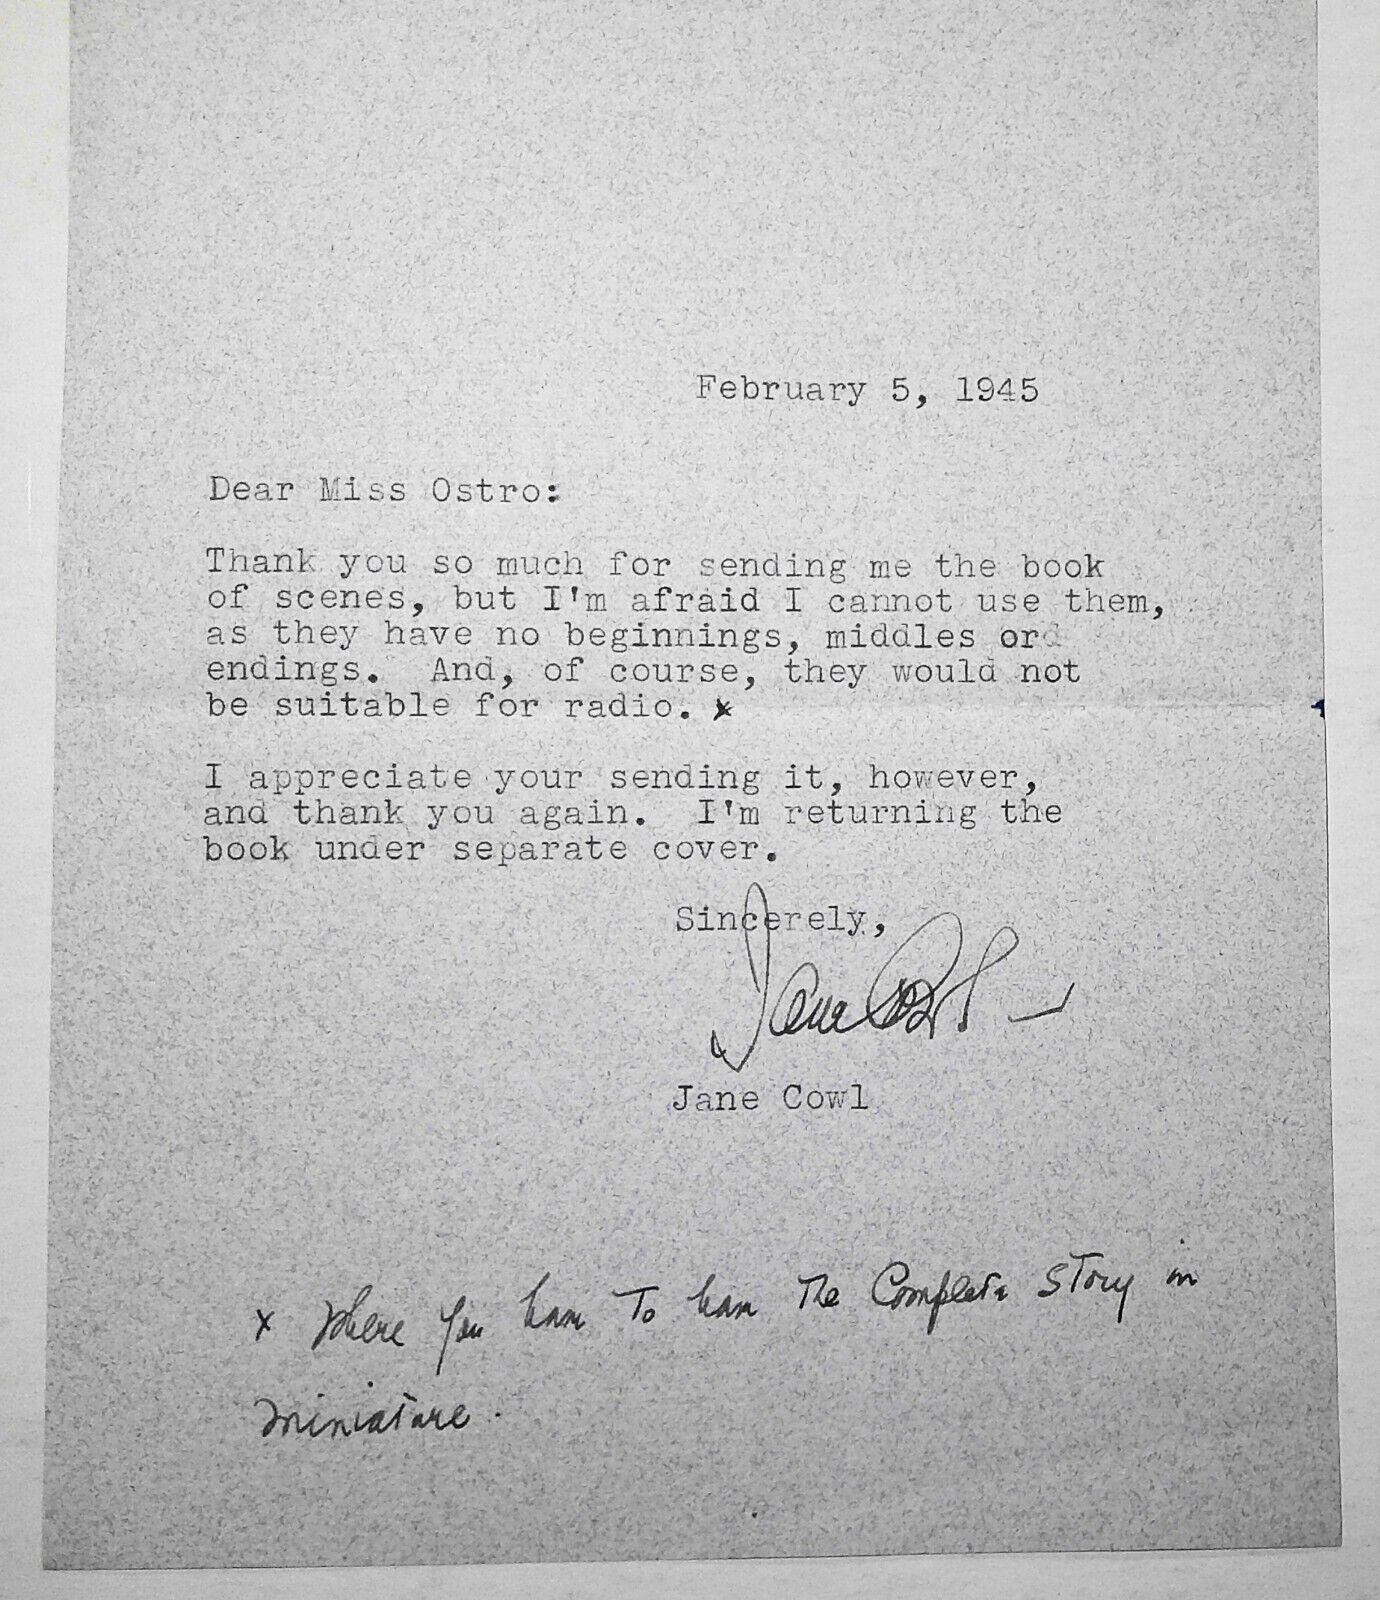 February 5, 1945
Dear Miss Ostro:
Thank you so much for sending me the book
of scenes, but I'm afraid I cannot use them,
as they have no beginnings, middles ord
endings. And, of course, they would not
be suitable for radio. x
I appreciate your sending it, however,
and thank you again. I'm returning the
book under separate cover.
Sincerely,
Jane Cowl
Jane Cowl
x Where you have To have The Complete Story in
miniature.